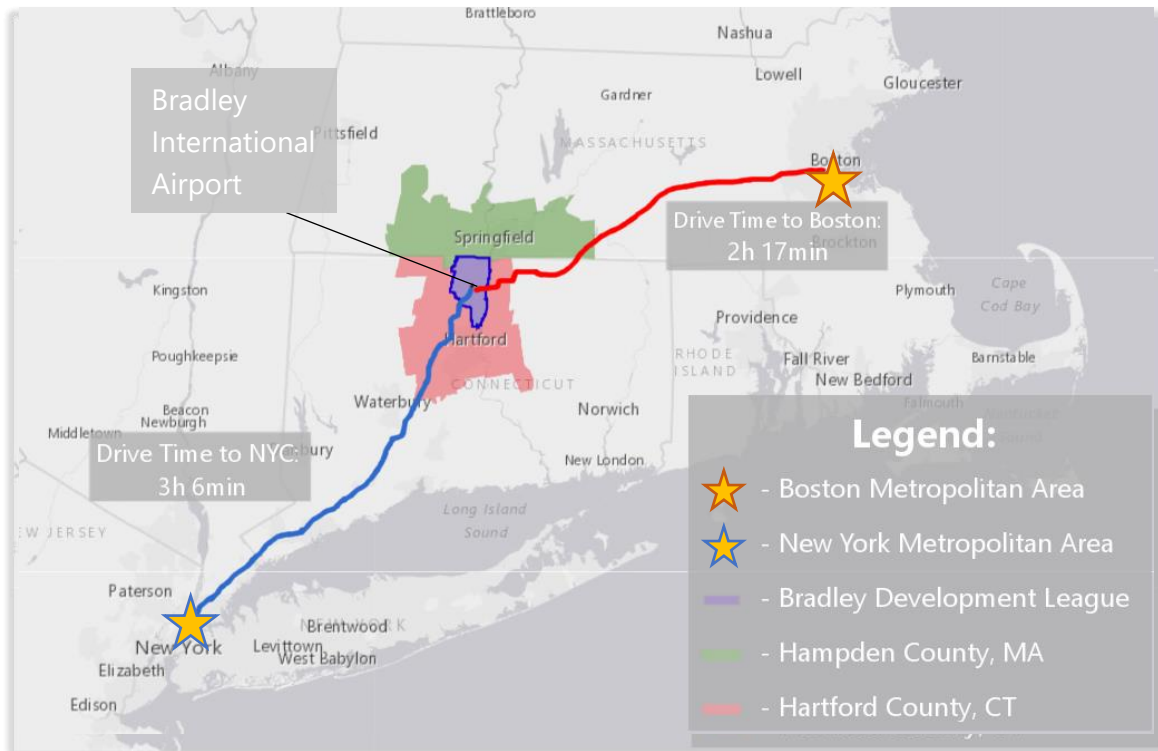 Brattleboro
Nashua
Albany
Lowell
Gloucester
Bradley
International
Airport
Gardner
Pittsfield
MASSACHUSETTS
Boston
Drive Time to Boston:
2h 17min
Brockton
Springfield
Kingston
Plymouth
Cape
Cod Bay
Providence
Hartford
Poughkeepsie
RHODE
ISLAND
Fall River
Barnstable
New Bedford
CONNECTICUT
Waterbury
Norwich
Falmouth
Beacon
Newburgh
Middletown
Drive Time to NYC:
3h 6min
New London
Long Island
Sound
Paterson
NEW YORK
Brentwood
New York
Levittown
West Babylon
Elizabeth
Edison
Legend:
- Boston Metropolitan Area
- New York Metropolitan Area
- Bradley Development League
- Hampden County, MA
- Hartford County, CT